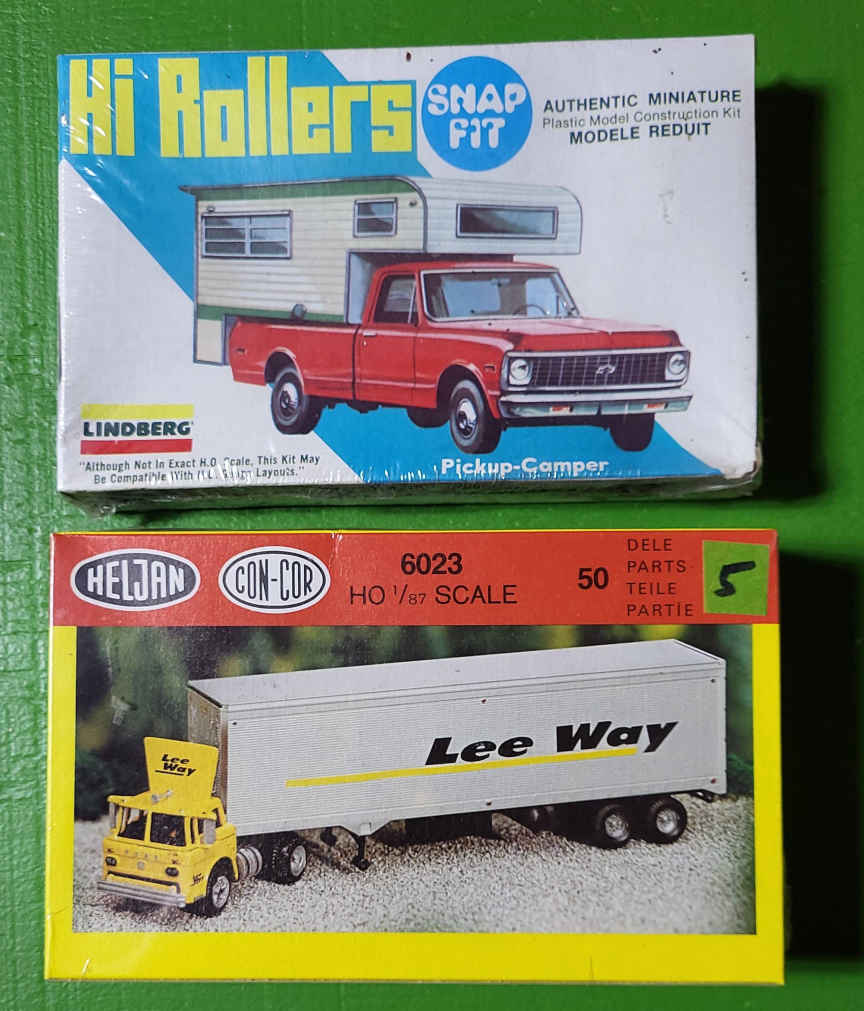 Hi Rollers
SNAP
FIT
AUTHENTIC MINIATURE
Plastic Model Construction Kit
MODELE REDUIT
LINDBERG
"Although Not In Exact H.O. Scale, This Kit May
Be Compatible With H.O. Layouts."
Pickup-Camper
HELJAN
CON-COR
6023
HO 1/87 SCALE
50
DELE
PARTS
TEILE
PARTIE
5
Lee Way
Lee
Way
FORD